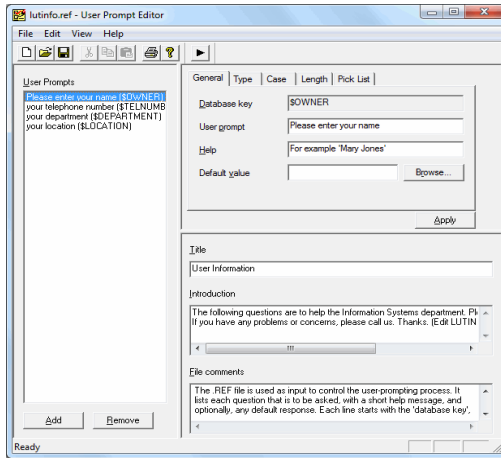 lutinfo.ref - User Prompt Editor
File Edit View Help
User Prompts
Please enter your name ($OWNER)
your telephone number ($TELNUMB
your department ($DEPARTMENT)
your location ($LOCATION)
Add Remove
General Type Case Length Pick List
Database key $OWNER
User prompt Please enter your name
Help For example 'Mary Jones'
Default value Browse...
Apply
Title
User Information
Introduction
The following questions are to help the Information Systems department.
If you have any problems or concerns, please call us. Thanks. (Edit LUTIN
File comments
The .REF file is used as input to control the user-prompting process. It
lists each question that is to be asked, with a short help message, and
optionally, any default response. Each line starts with the 'database key',
Ready